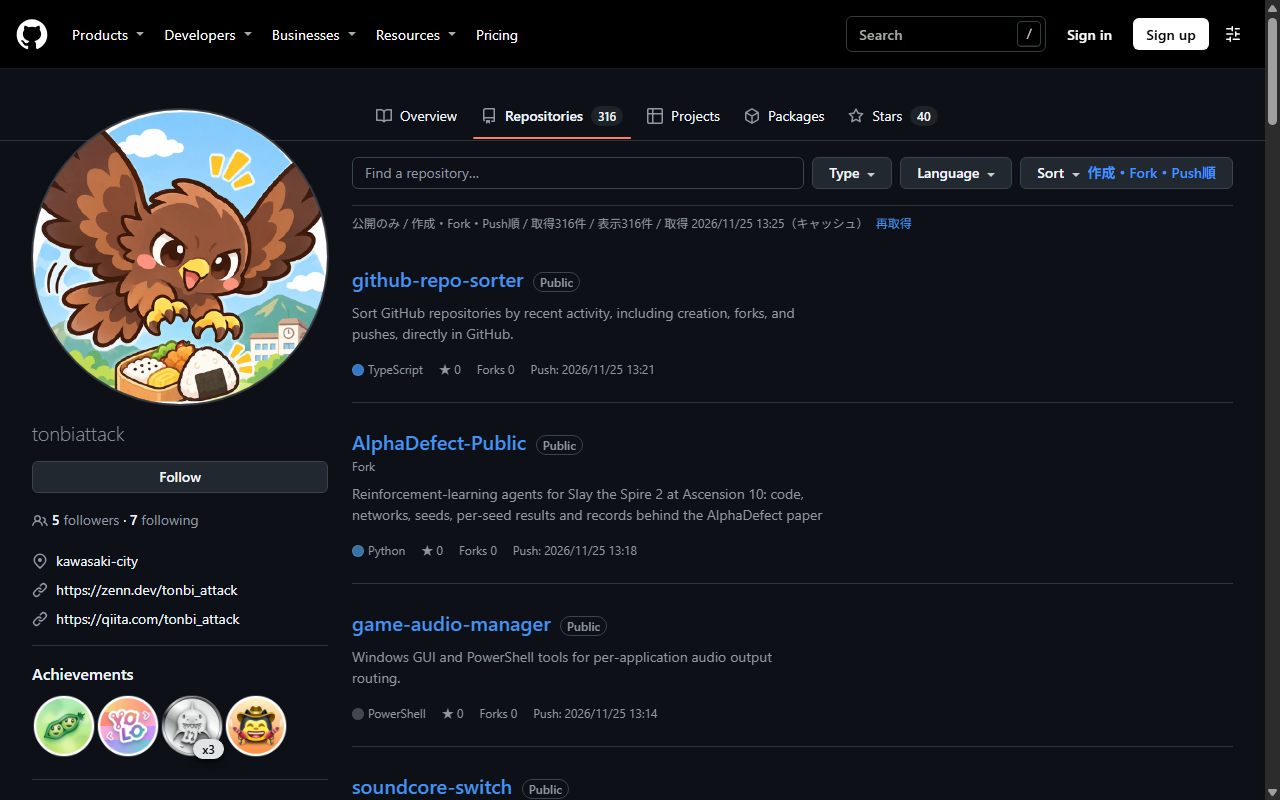 Products Developers Businesses Resources Pricing Search / Sign in Sign up
Overview Repositories 316 Projects Packages Stars 40
Find a repository... Type Language Sort 作成・Fork・Push順
公開のみ / 作成・Fork・Push順 / 取得316件 / 表示316件 / 取得 2026/11/25 13:25（キャッシュ） 再取得
github-repo-sorter Public
Sort GitHub repositories by recent activity, including creation, forks, and
pushes, directly in GitHub.
TypeScript ★ 0 Forks 0 Push: 2026/11/25 13:21
AlphaDefect-Public Public
Fork
Reinforcement-learning agents for Slay the Spire 2 at Ascension 10: code,
networks, seeds, per-seed results and records behind the AlphaDefect paper
Python ★ 0 Forks 0 Push: 2026/11/25 13:18
game-audio-manager Public
Windows GUI and PowerShell tools for per-application audio output
routing.
PowerShell ★ 0 Forks 0 Push: 2026/11/25 13:14
soundcore-switch Public
tonbiattack
Follow
5 followers · 7 following
kawasaki-city
https://zenn.dev/tonbi_attack
https://qiita.com/tonbi_attack
Achievements
YOLO
x3